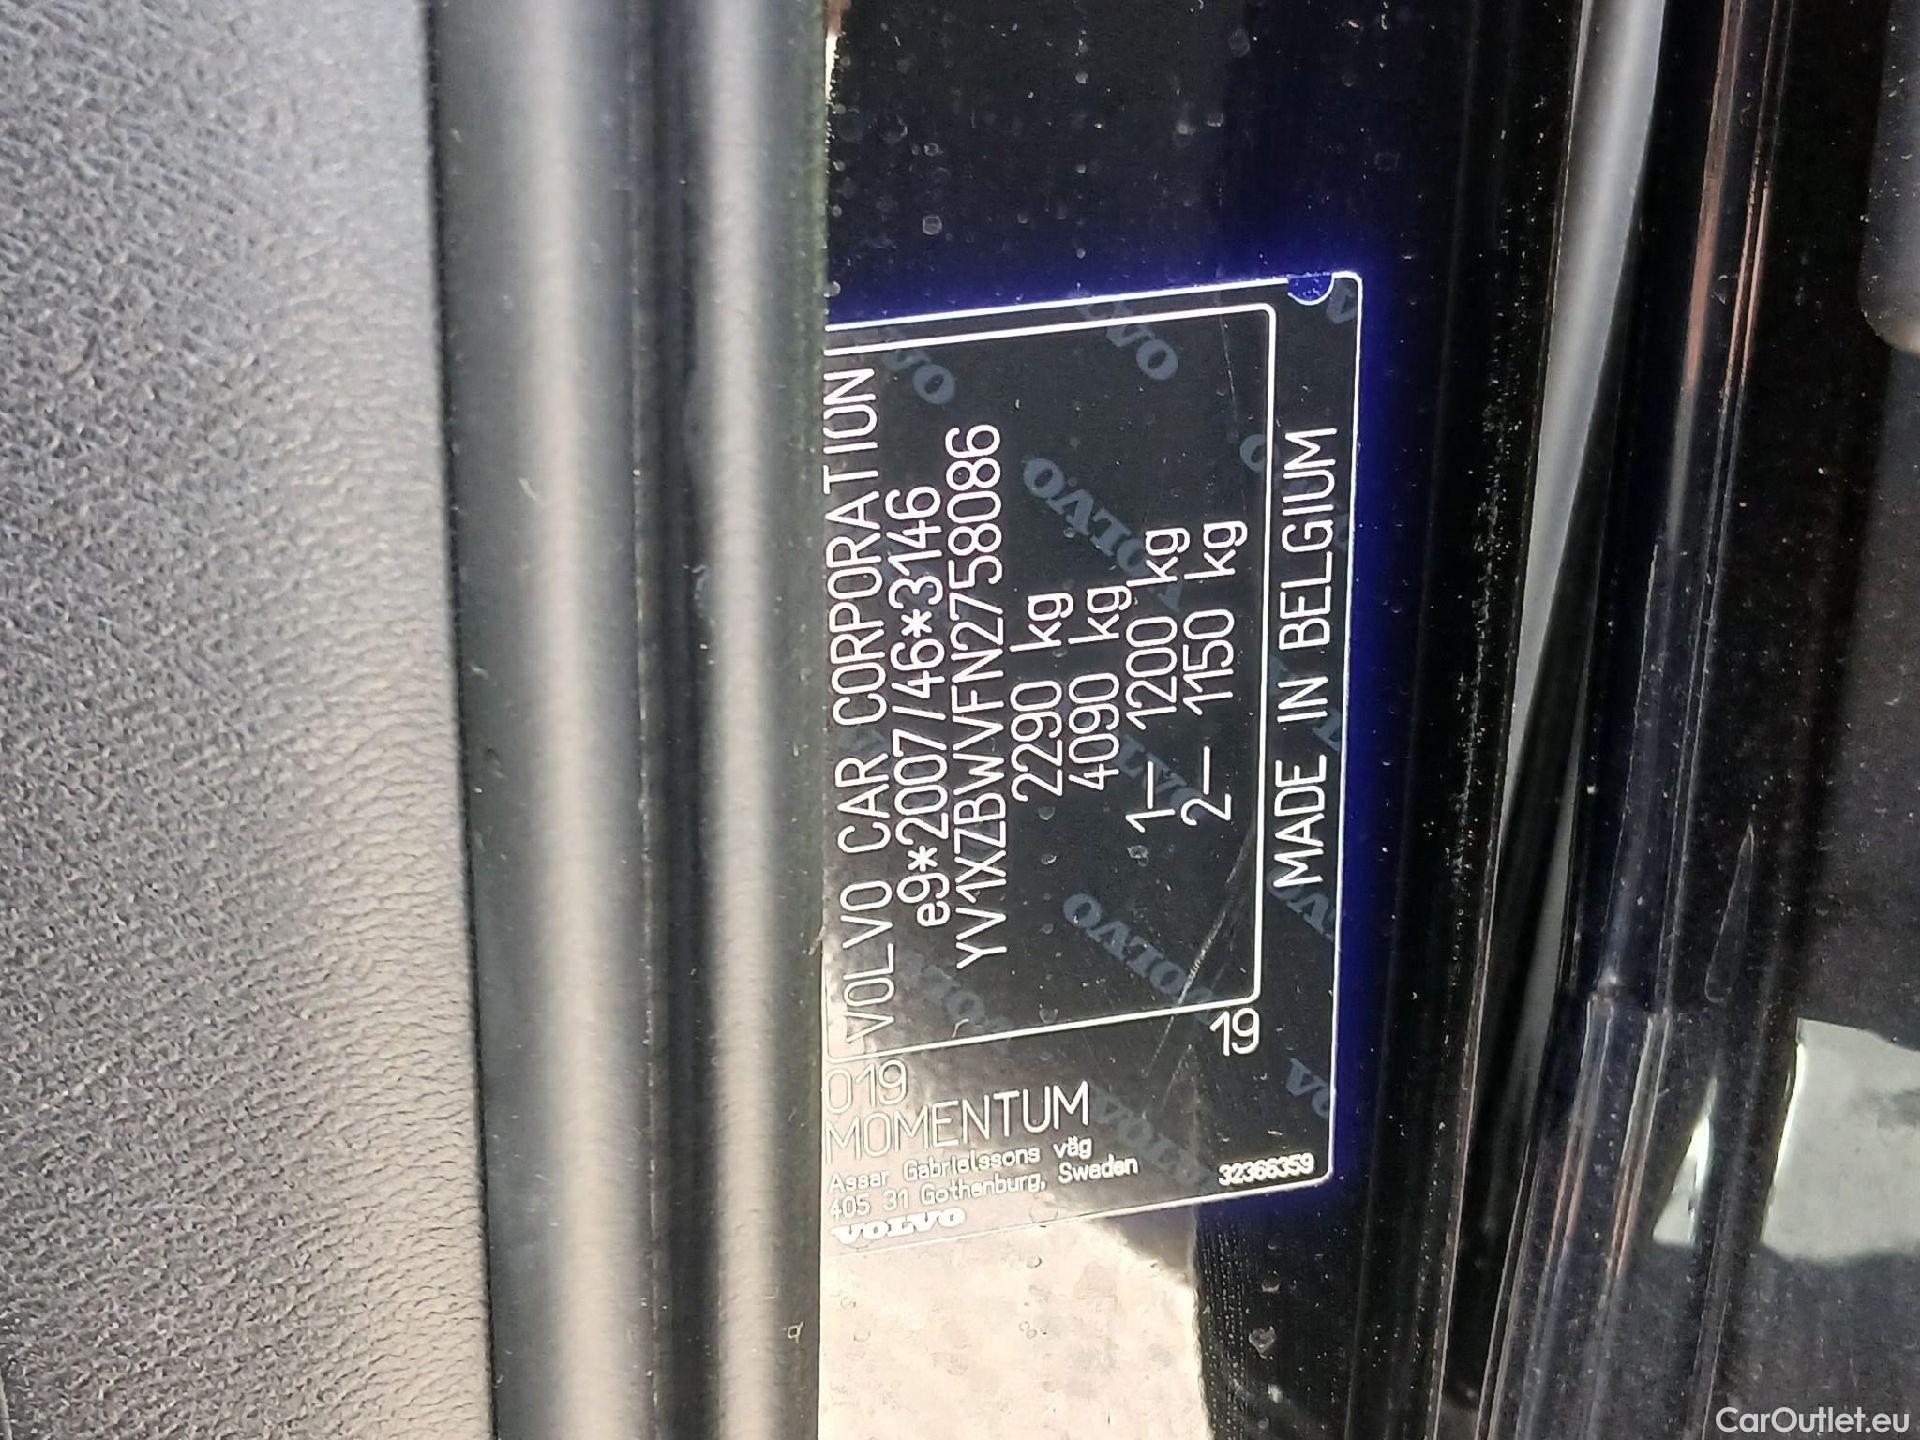 VOLVO CAR CORPORATION
e9*2007/46*3146
YV1XZBWVFN2758086
2290 kg
4090 kg
1– 1200 kg
2– 1150 kg
MADE IN BELGIUM
019
MOMENTUM
19
Assar Gabrielssons väg
405 31 Gothenburg, Sweden
VOLVO
32366359
CarOutlet.eu